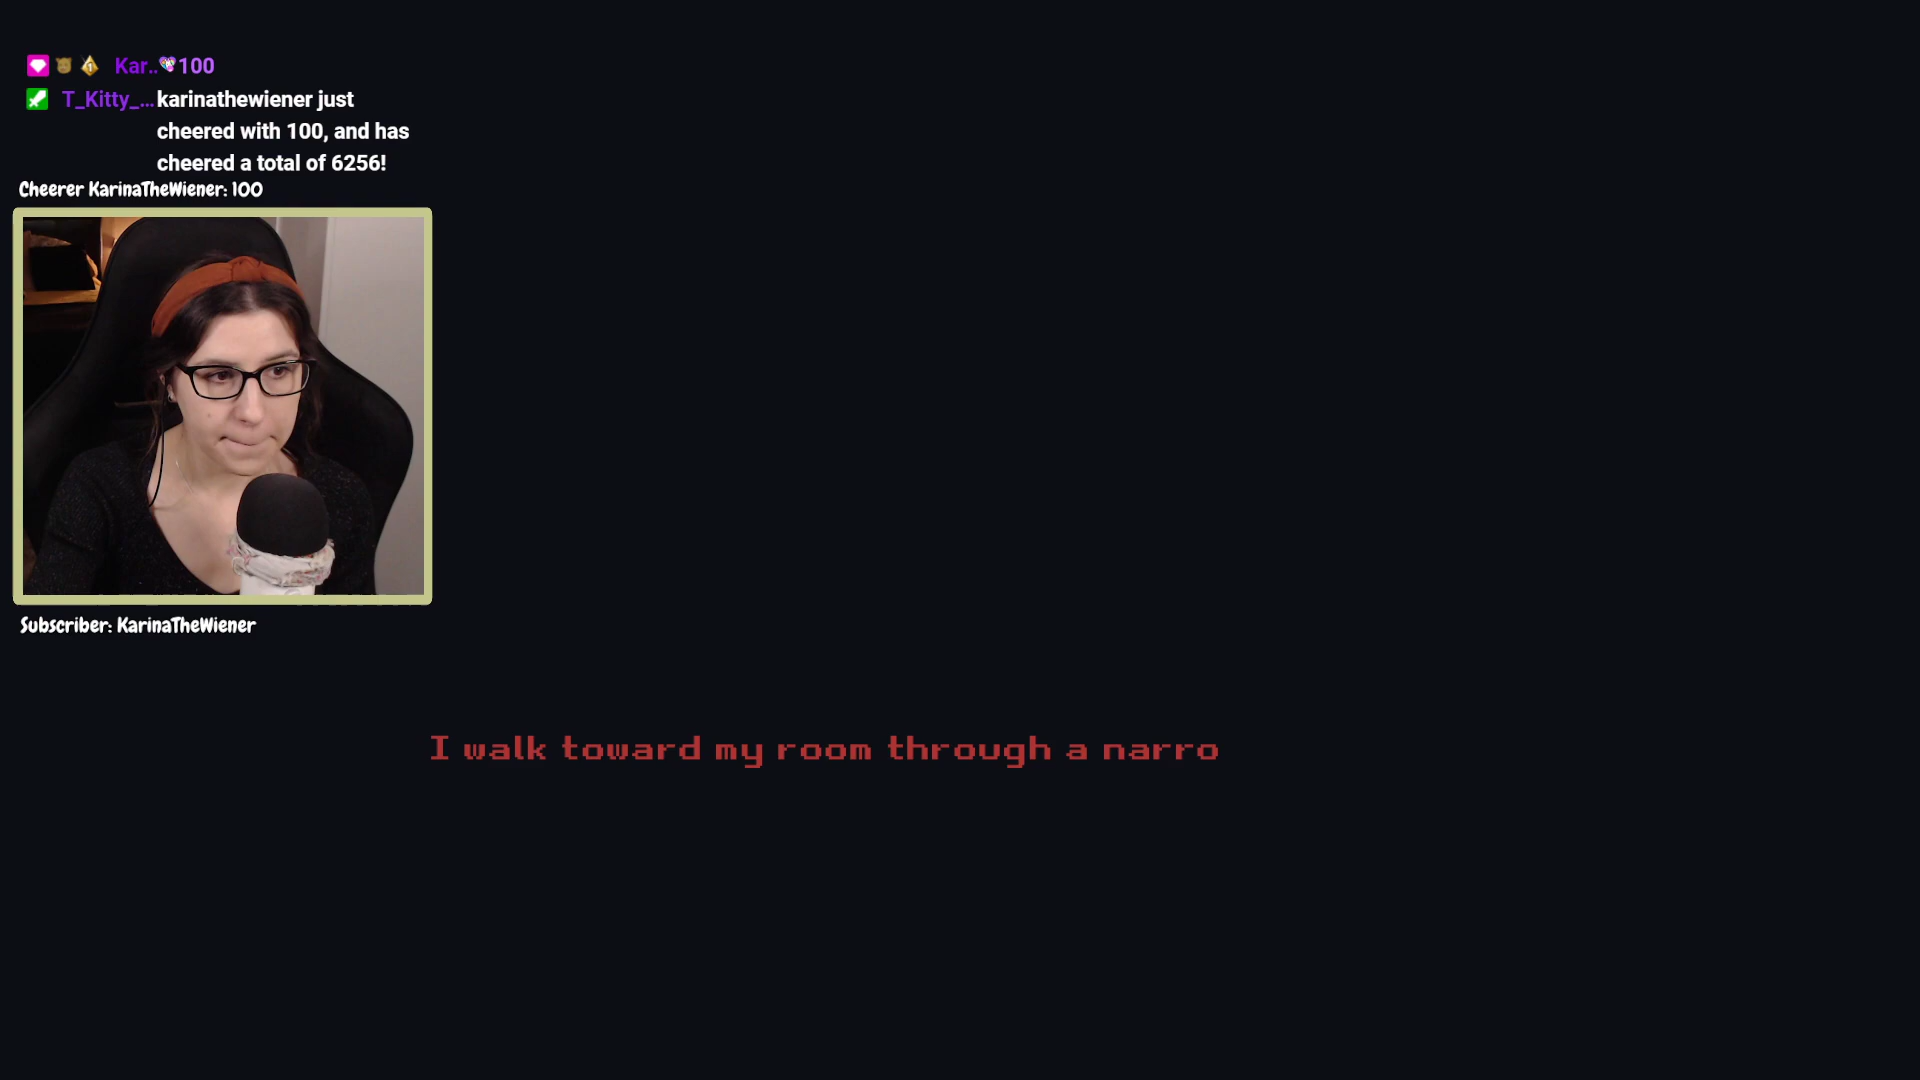 Kar.. 100
T_Kitty_... karinathewiener just
cheered with 100, and has
cheered a total of 6256!
Cheerer KarinaTheWiener: 100
Subscriber: KarinaTheWiener
I walk toward my room through a narro